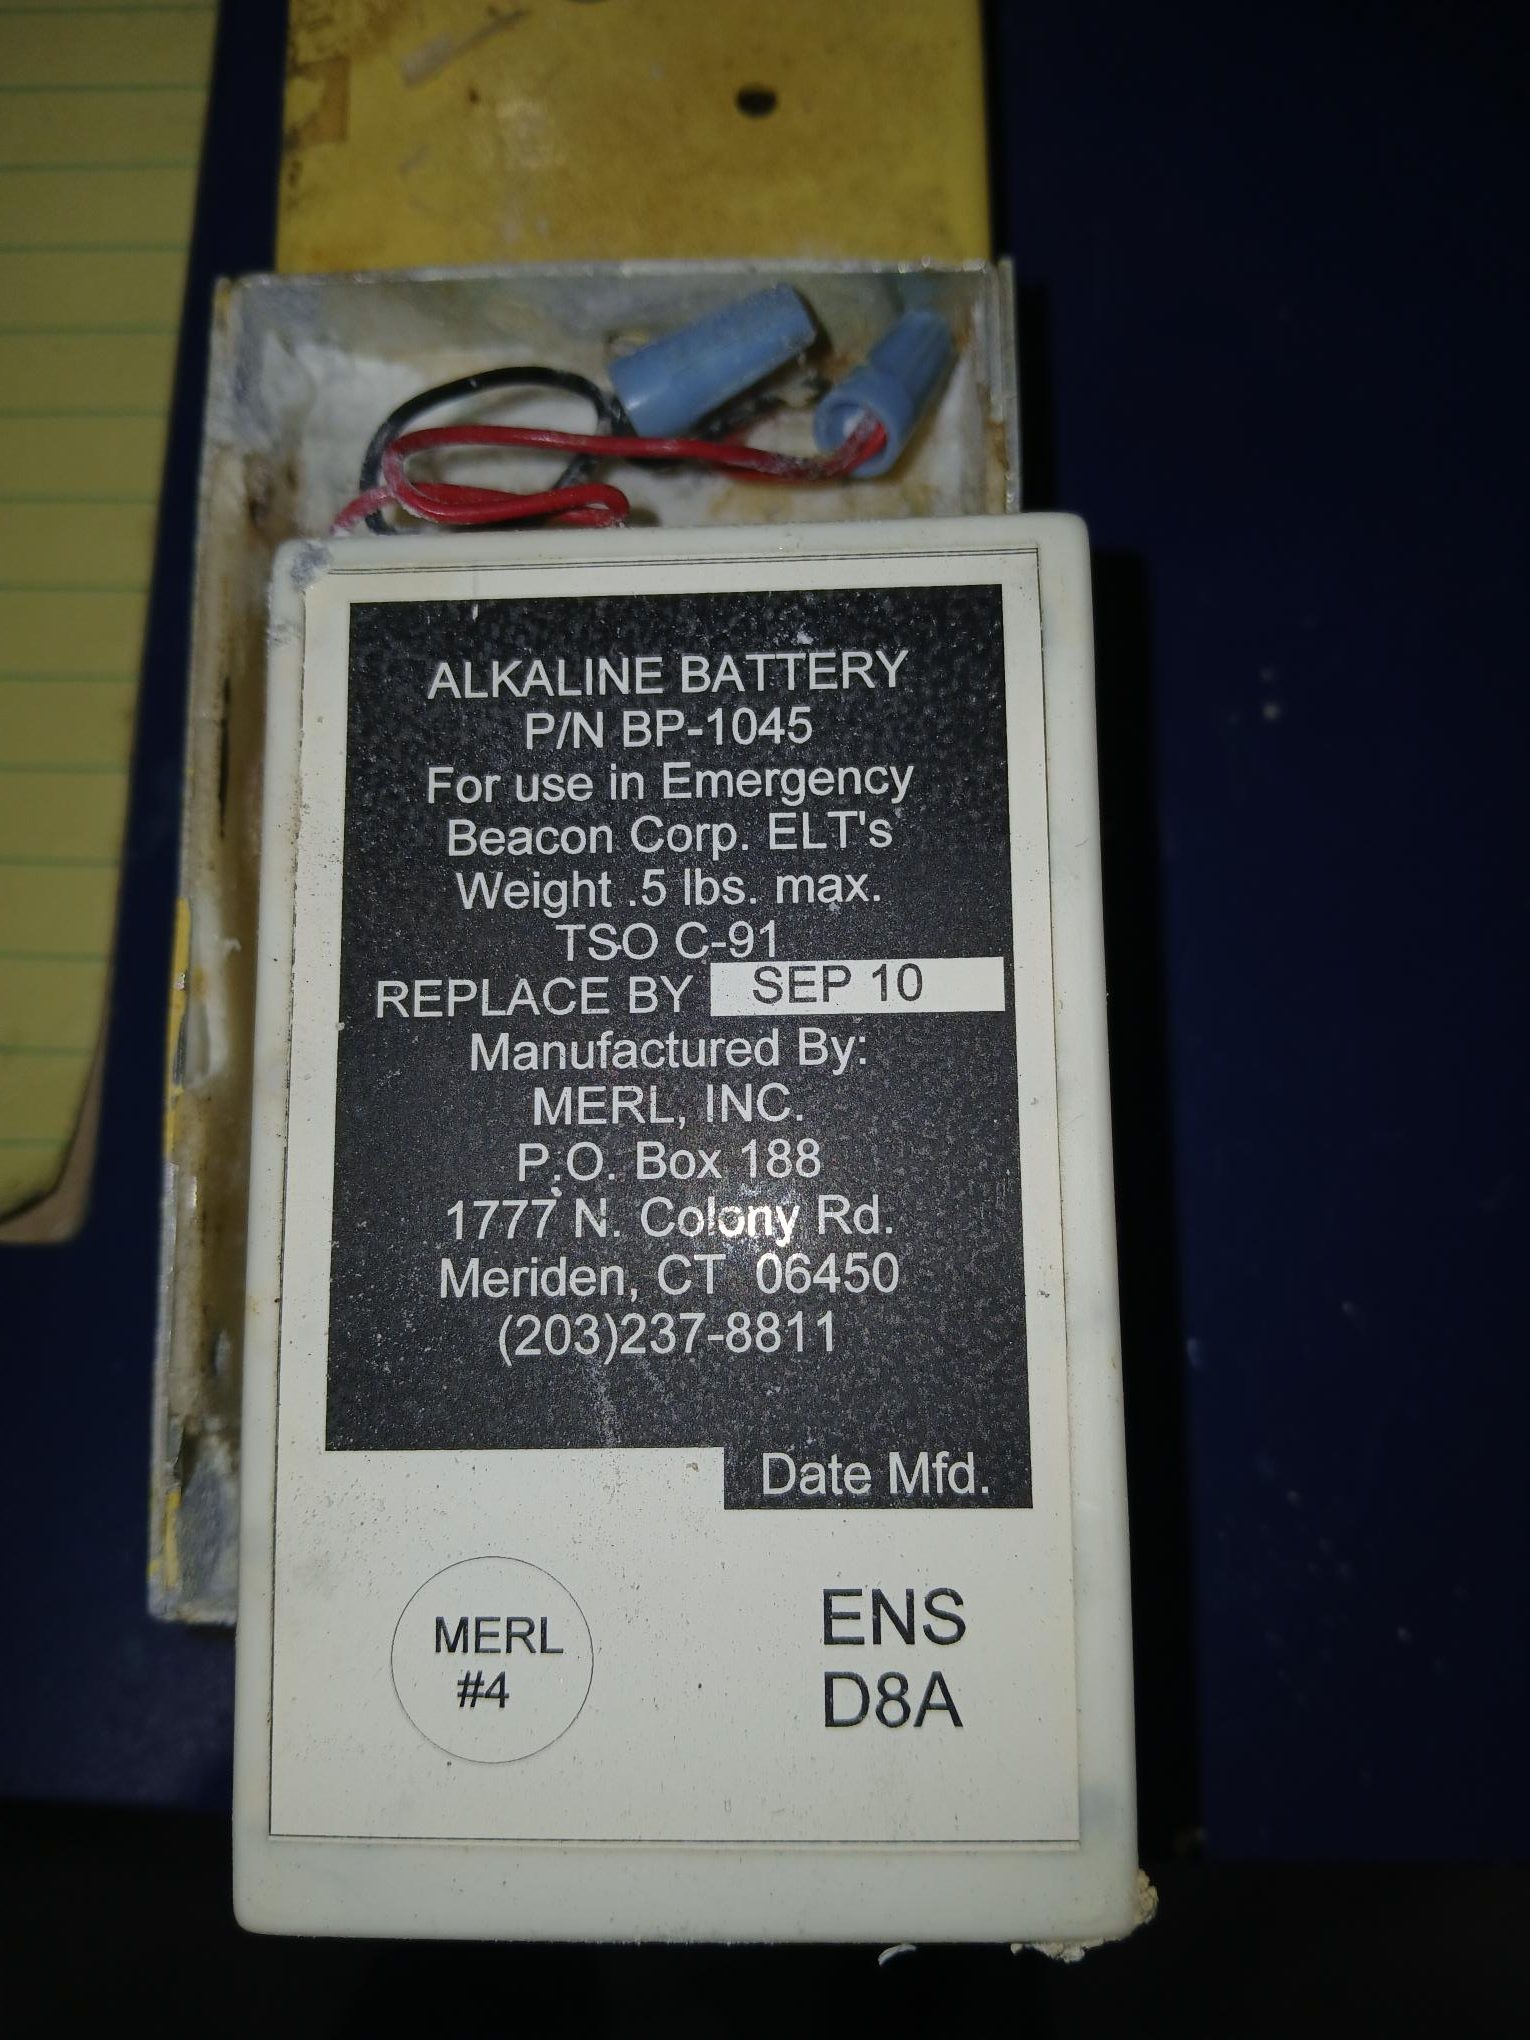 ALKALINE BATTERY
P/N BP-1045
For use in Emergency
Beacon Corp. ELT's
Weight .5 lbs. max.
TSO C-91
REPLACE BY SEP 10
Manufactured By:
MERL, INC.
P.O. Box 188
1777 N. Colony Rd.
Meriden, CT 06450
(203)237-8811
Date Mfd.
MERL
#4
ENS
D8A